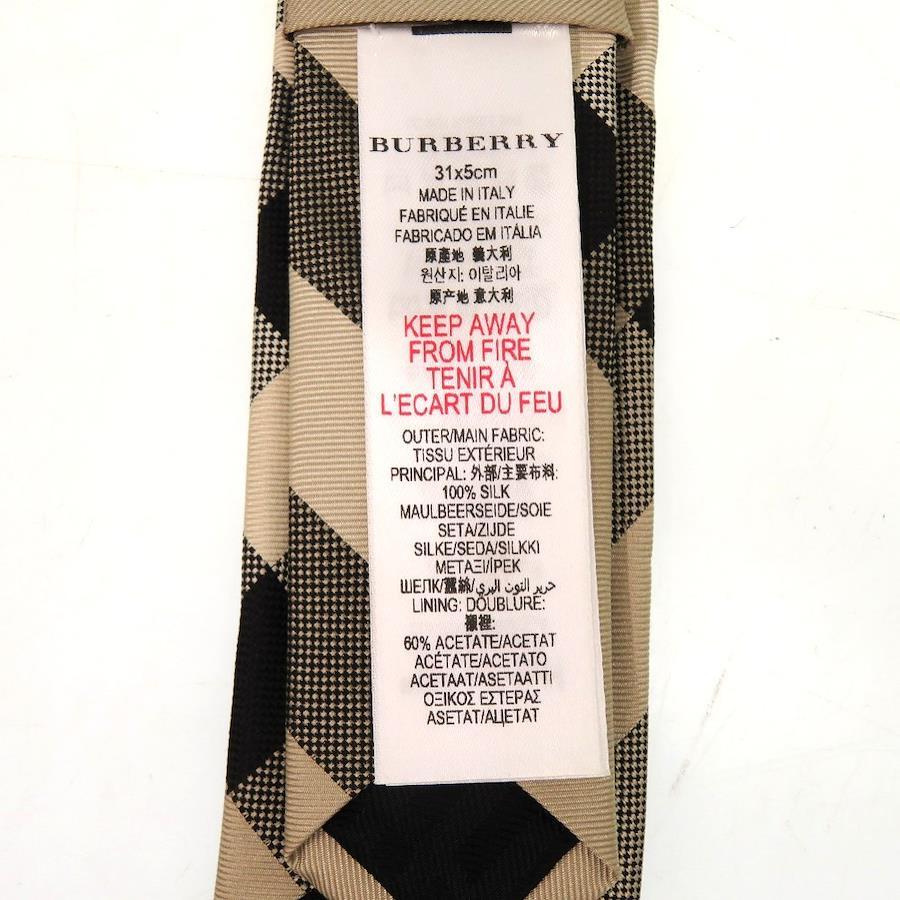 BURBERRY
31x5cm
MADE IN ITALY
FABRIQUÉ EN ITALIE
FABRICADO EM ITÁLIA
原產地 義大利
원산지: 이탈리아
原产地 意大利
KEEP AWAY
FROM FIRE
TENIR À
L'ECART DU FEU
OUTER/MAIN FABRIC:
TISSU EXTÉRIEUR
PRINCIPAL: 外部/主要布料:
100% SILK
MAULBEERSEIDE/SOIE
SETA/ZIJDE
SILKE/SEDA/SILKKI
ΜΕΤΑΞΙ/İPEK
ШЕЛК/蠶絲/حرير التوت البري
LINING: DOUBLURE:
襯裡:
60% ACETATE/ACETAT
ACÉTATE/ACETATO
ACETAAT/ASETAATTI
ΟΞΙΚΟΣ ΕΣΤΕΡΑΣ
ASETAT/АЦЕТАТ